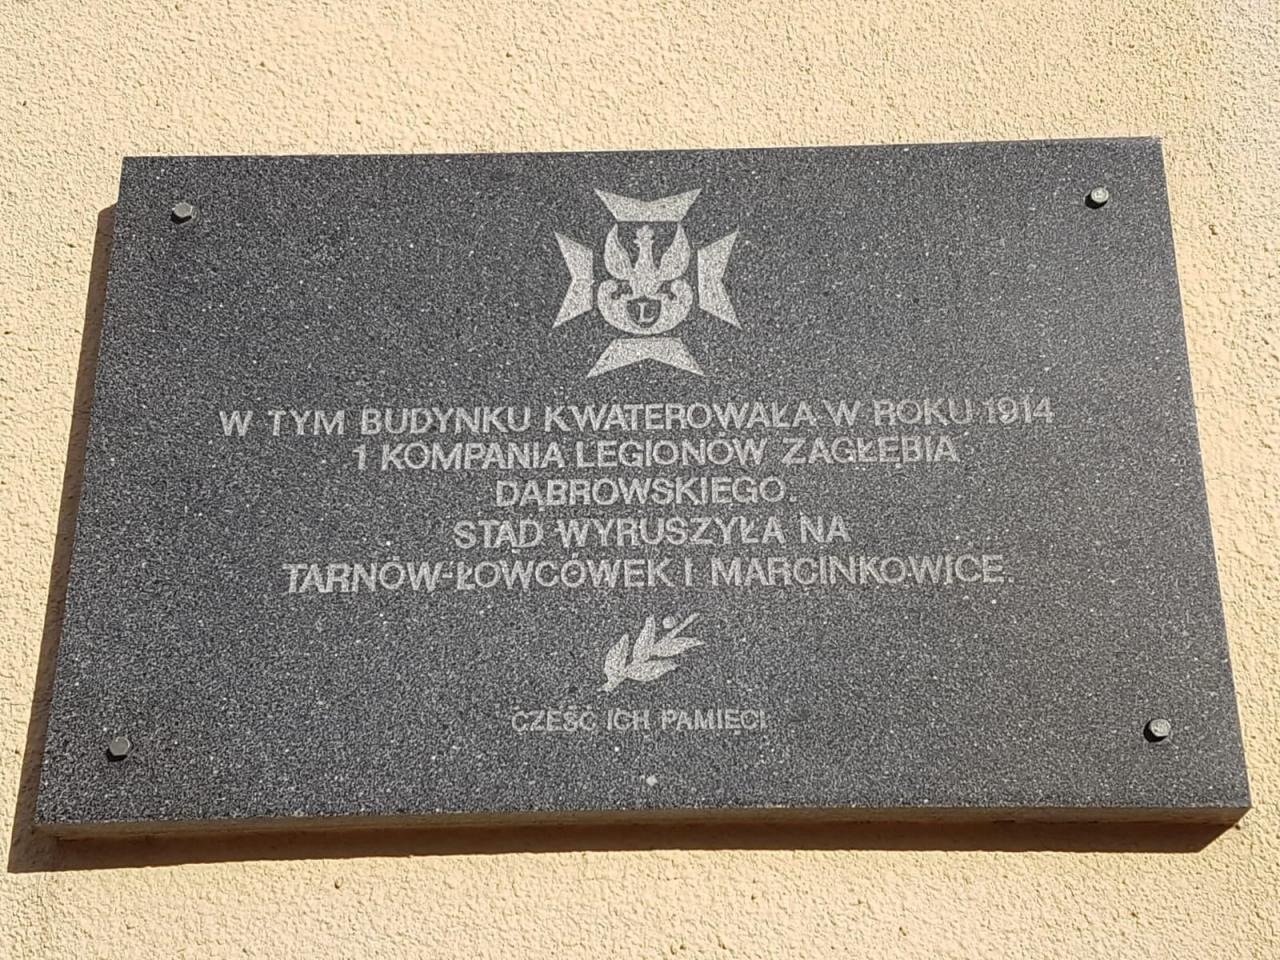 L
W TYM BUDYNKU KWATEROWAŁA W ROKU 1914
1 KOMPANIA LEGIONÓW ZAGŁĘBIA
DĄBROWSKIEGO.
STĄD WYRUSZYŁA NA
TARNÓW-ŁOWCÓWEK I MARCINKOWICE.
CZEŚĆ ICH PAMIĘCI